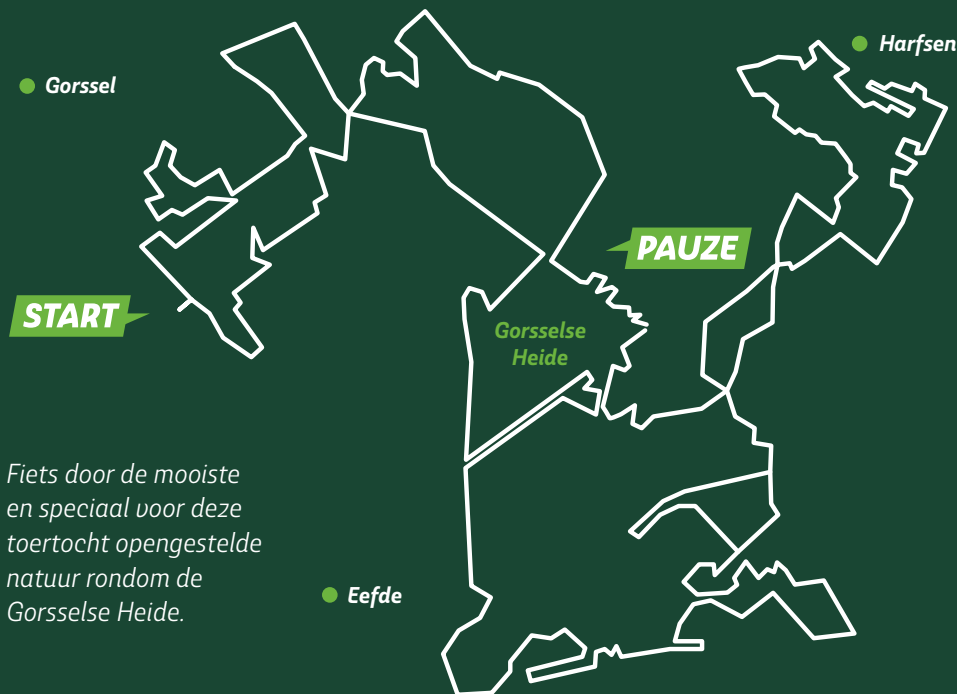 Harfsen
Gorssel
PAUZE
START
Gorsselse
Heide
Fiets door de mooiste
en speciaal voor deze
toertocht opengestelde
natuur rondom de
Gorsselse Heide.
Eefde